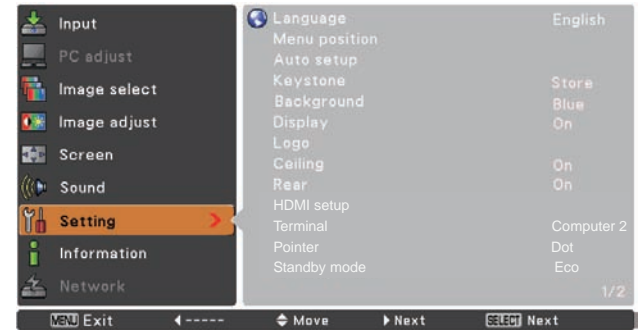 Input
PC adjust
Image select
Image adjust
Screen
Sound
Setting
Information
Network
Language English
Menu position
Auto setup
Keystone Store
Background Blue
Display On
Logo
Ceiling On
Rear On
HDMI setup
Terminal Computer 2
Pointer Dot
Standby mode Eco
1/2
MENU Exit ----- Move Next SELECT Next